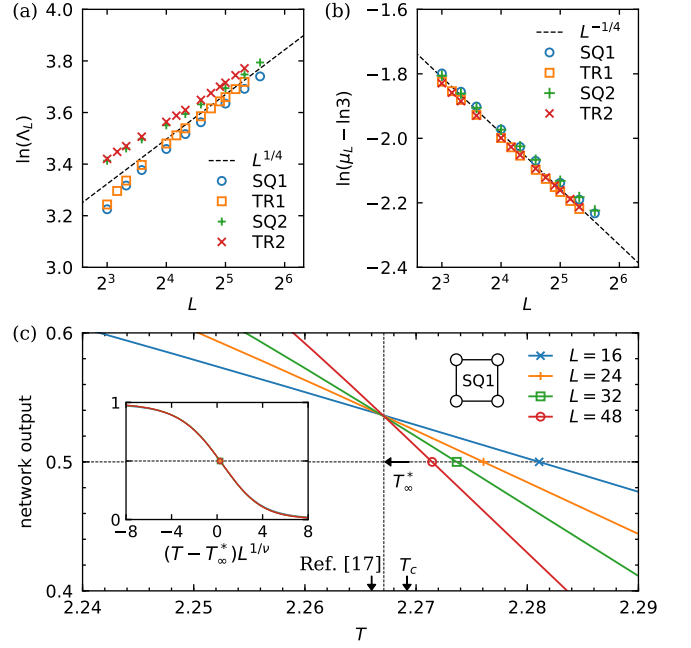 (a)
4.0
3.8
3.6
3.4
3.2
3.0
ln(Λ_L)
L^{1/4}
SQ1
TR1
SQ2
TR2
2^3
2^4
2^5
2^6
L
(b)
−1.6
−1.8
−2.0
−2.2
−2.4
ln(μ_L − ln3)
L^{−1/4}
SQ1
TR1
SQ2
TR2
2^3
2^4
2^5
2^6
L
(c)
0.6
0.5
0.4
network output
SQ1
L = 16
L = 24
L = 32
L = 48
1
0
−8
−4
0
4
8
(T − T_∞^*)L^{1/ν}
T_∞^*
Ref. [17]
T_c
2.24
2.25
2.26
2.27
2.28
2.29
T